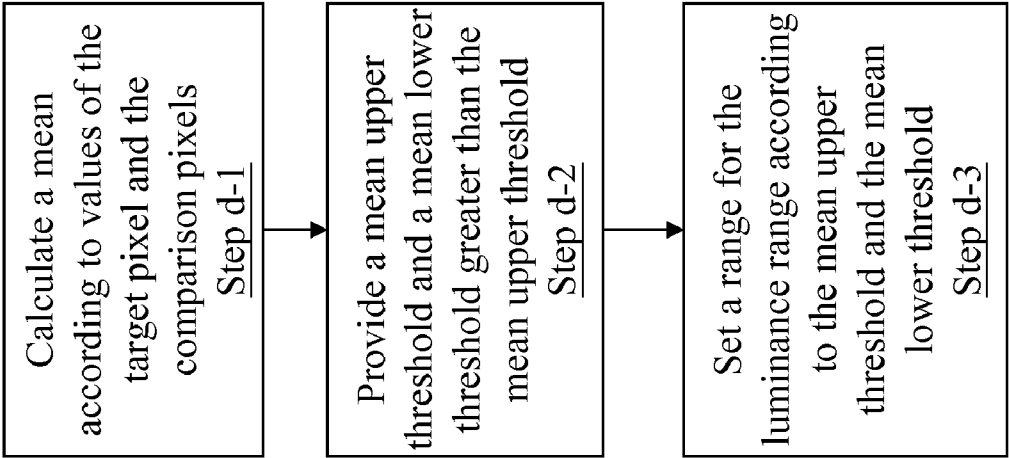 Calculate a mean
according to values of the
target pixel and the
comparison pixels
Step d-1
Provide a mean upper
threshold and a mean lower
threshold greater than the
mean upper threshold
Step d-2
Set a range for the
luminance range according
to the mean upper
threshold and the mean
lower threshold
Step d-3